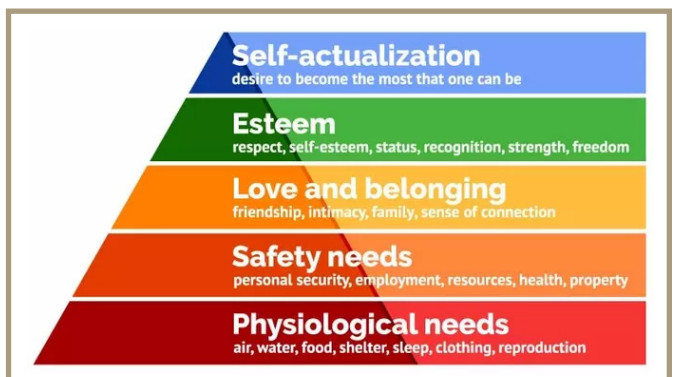 Self-actualization
desire to become the most that one can be
Esteem
respect, self-esteem, status, recognition, strength, freedom
Love and belonging
friendship, intimacy, family, sense of connection
Safety needs
personal security, employment, resources, health, property
Physiological needs
air, water, food, shelter, sleep, clothing, reproduction